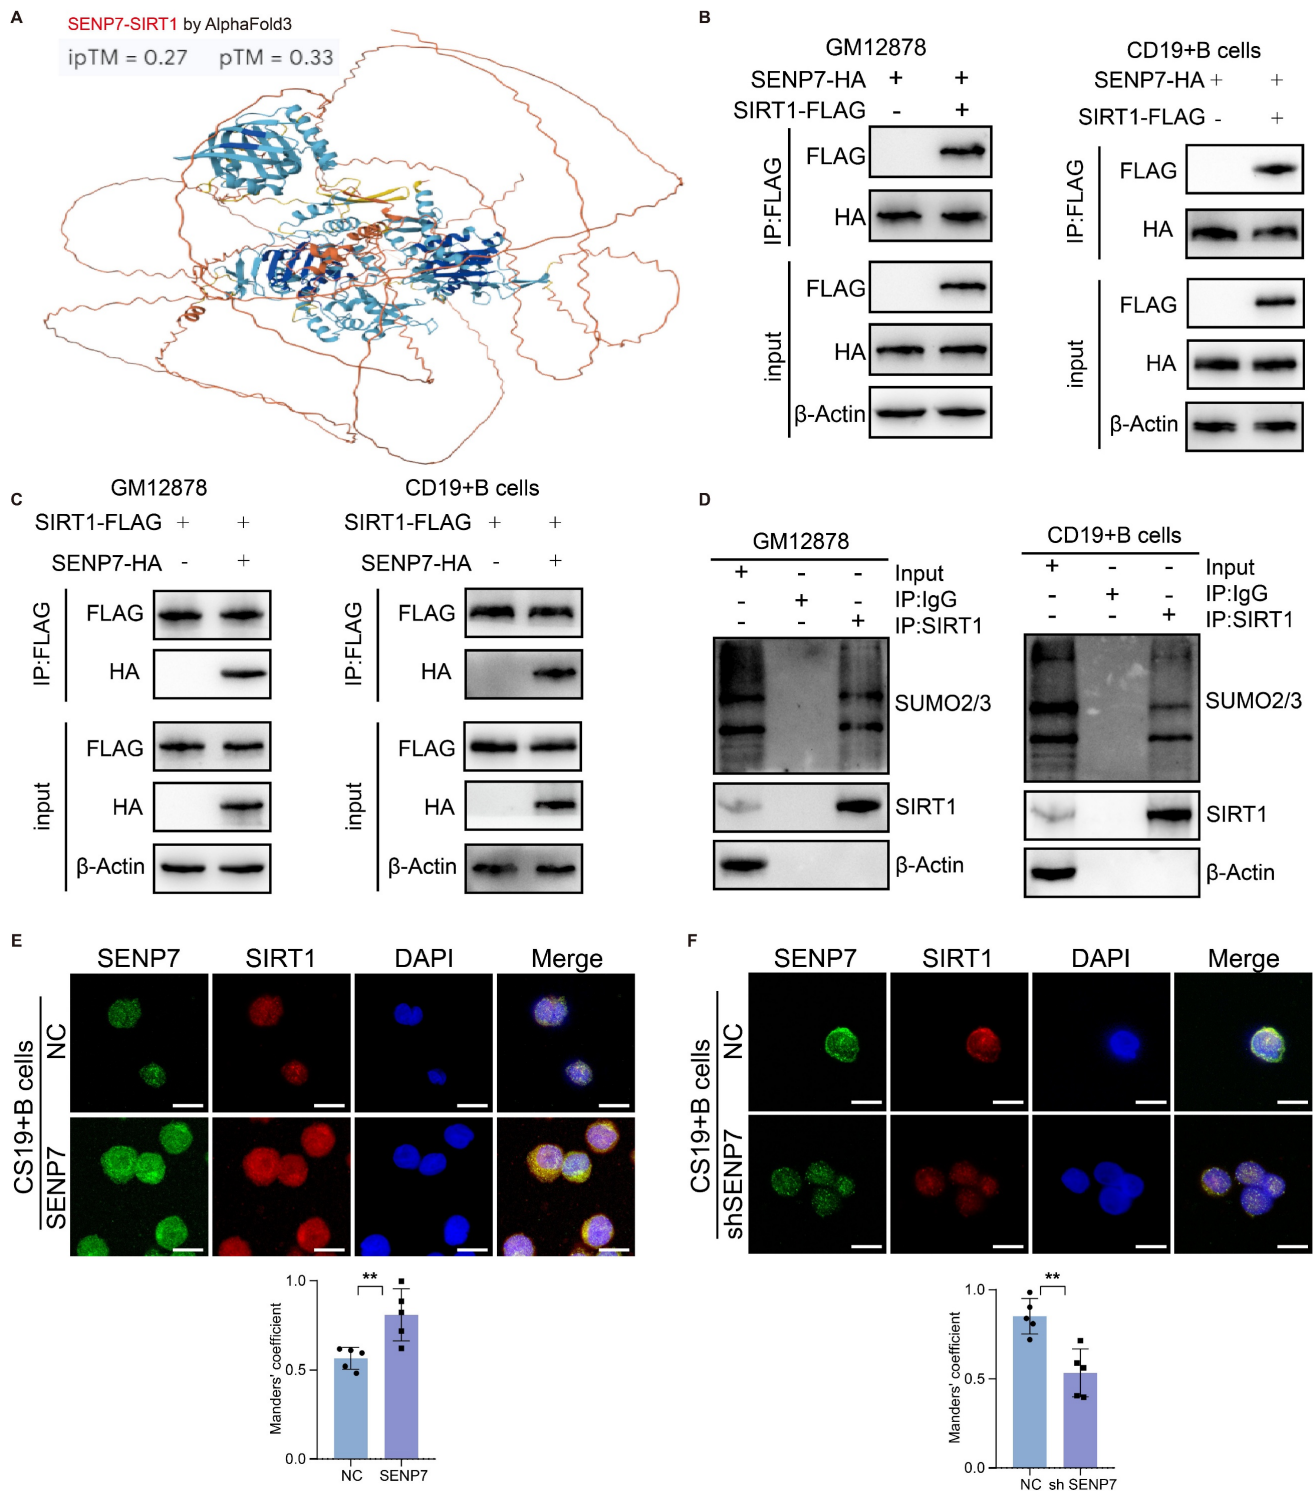 A
SENP7-SIRT1 by AlphaFold3
ipTM = 0.27 pTM = 0.33
B
GM12878
SENP7-HA + +
SIRT1-FLAG - +
IP:FLAG
FLAG
HA
input
FLAG
HA
β-Actin
CD19+B cells
SENP7-HA + +
SIRT1-FLAG - +
IP:FLAG
FLAG
HA
input
FLAG
HA
β-Actin
C
GM12878
SIRT1-FLAG + +
SENP7-HA - +
IP:FLAG
FLAG
HA
input
FLAG
HA
β-Actin
CD19+B cells
SIRT1-FLAG + +
SENP7-HA - +
IP:FLAG
FLAG
HA
input
FLAG
HA
β-Actin
D
GM12878
+ - - Input
- + - IP:IgG
- - + IP:SIRT1
SUMO2/3
SIRT1
β-Actin
CD19+B cells
+ - - Input
- + - IP:IgG
- - + IP:SIRT1
SUMO2/3
SIRT1
β-Actin
E
SENP7 SIRT1 DAPI Merge
CS19+B cells
NC
SENP7
Manders' coefficient
1.0
0.5
0.0
**
NC SENP7
F
SENP7 SIRT1 DAPI Merge
CS19+B cells
NC
shSENP7
Manders' coefficient
1.0
0.5
0.0
**
NC sh SENP7